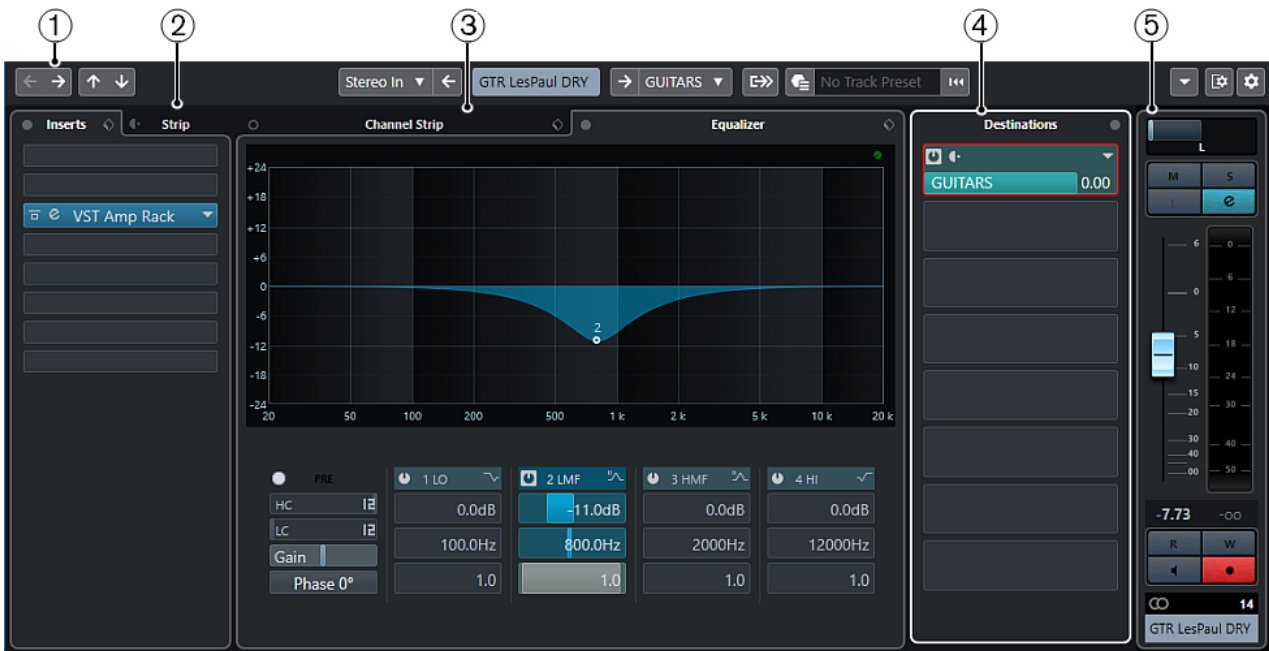 1 2 3 4 5
Stereo In GTR LesPaul DRY GUITARS No Track Preset
Inserts Strip
Channel Strip Equalizer
Destinations
L
VST Amp Rack
GUITARS 0.00
M S
L e
+24
+18
+12
+6
0
-6
-12
-18
-24
2
20 50 100 200 500 1 k 2 k 5 k 10 k 20 k
PRE
HC 12
LC 12
Gain
Phase 0°
1 LO
0.0dB
100.0Hz
1.0
2 LMF
-11.0dB
800.0Hz
1.0
3 HMF
0.0dB
2000Hz
1.0
4 HI
0.0dB
12000Hz
1.0
6
0
5
10
15
20
30
40
00
0
6
12
18
24
30
40
50
-7.73 -oo
R W
14
GTR LesPaul DRY